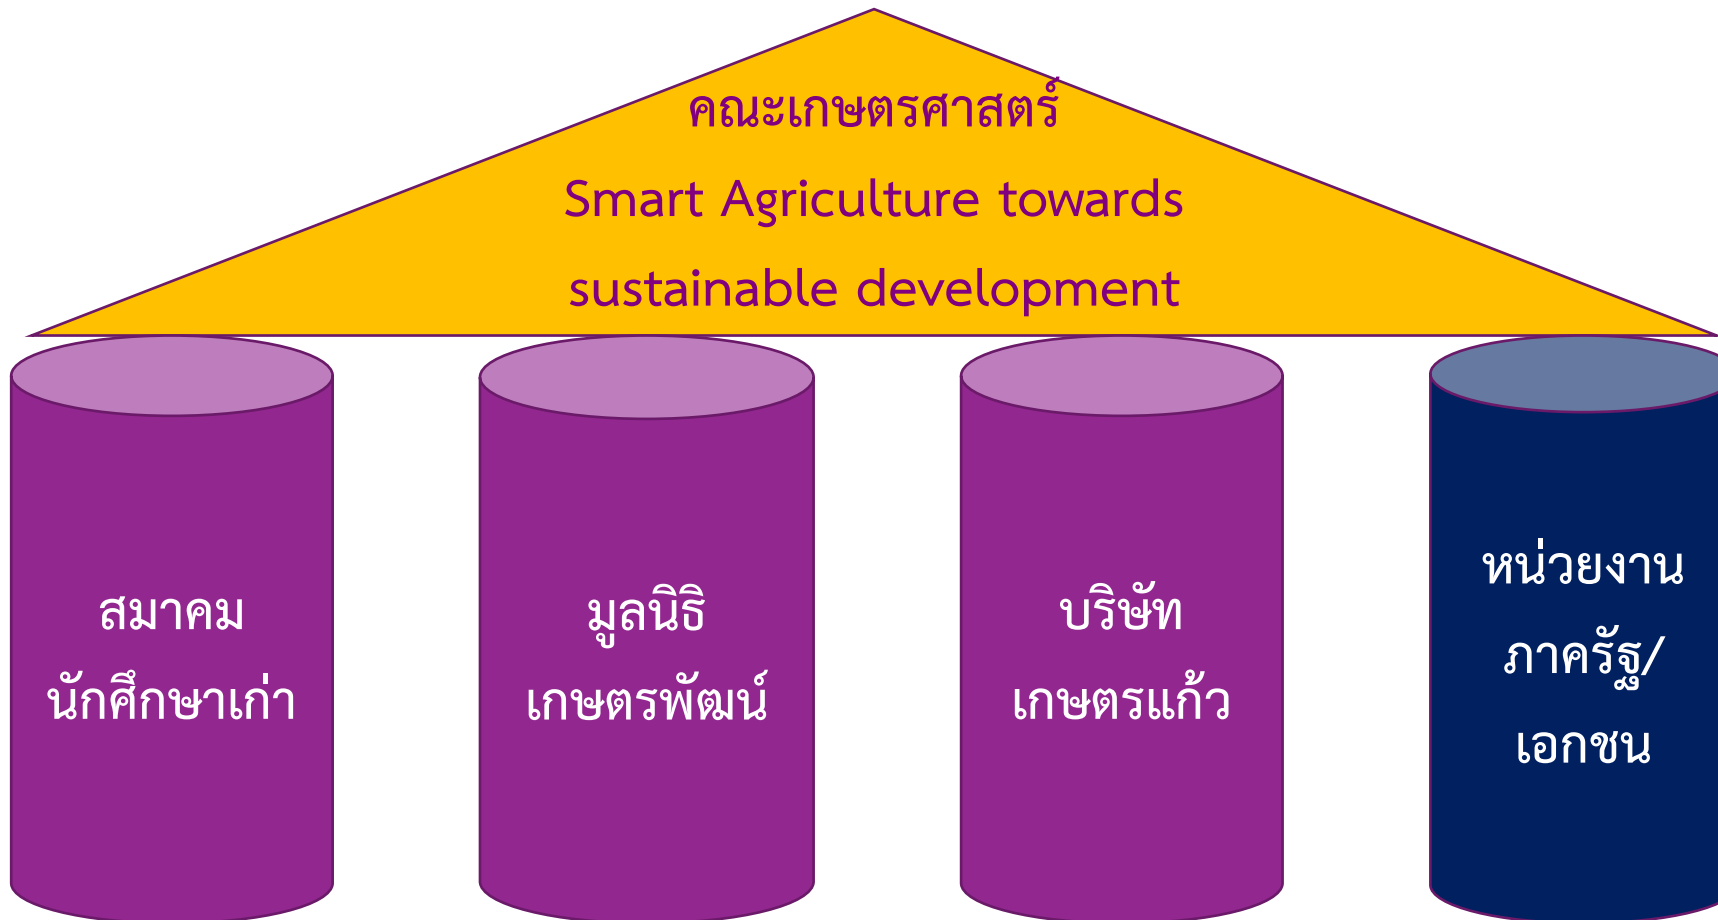 คณะเกษตรศาสตร์
Smart Agriculture towards
sustainable development
สมาคม
นักศึกษาเก่า
มูลนิธิ
เกษตรพัฒน์
บริษัท
เกษตรแก้ว
หน่วยงาน
ภาครัฐ/
เอกชน